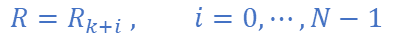 R = R_{k+i} ,   i = 0, ⋯ , N − 1